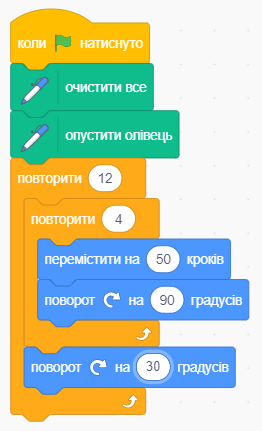 коли натиснуто
очистити все
опустити олівець
повторити 12
повторити 4
перемістити на 50 кроків
поворот на 90 градусів
поворот на 30 градусів